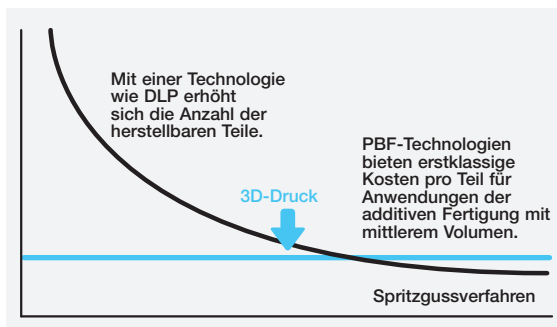 Mit einer Technologie
wie DLP erhöht
sich die Anzahl der
herstellbaren Teile.
PBF-Technologien
bieten erstklassige
Kosten pro Teil für
Anwendungen der
additiven Fertigung mit
mittlerem Volumen.
3D-Druck
Spritzgussverfahren